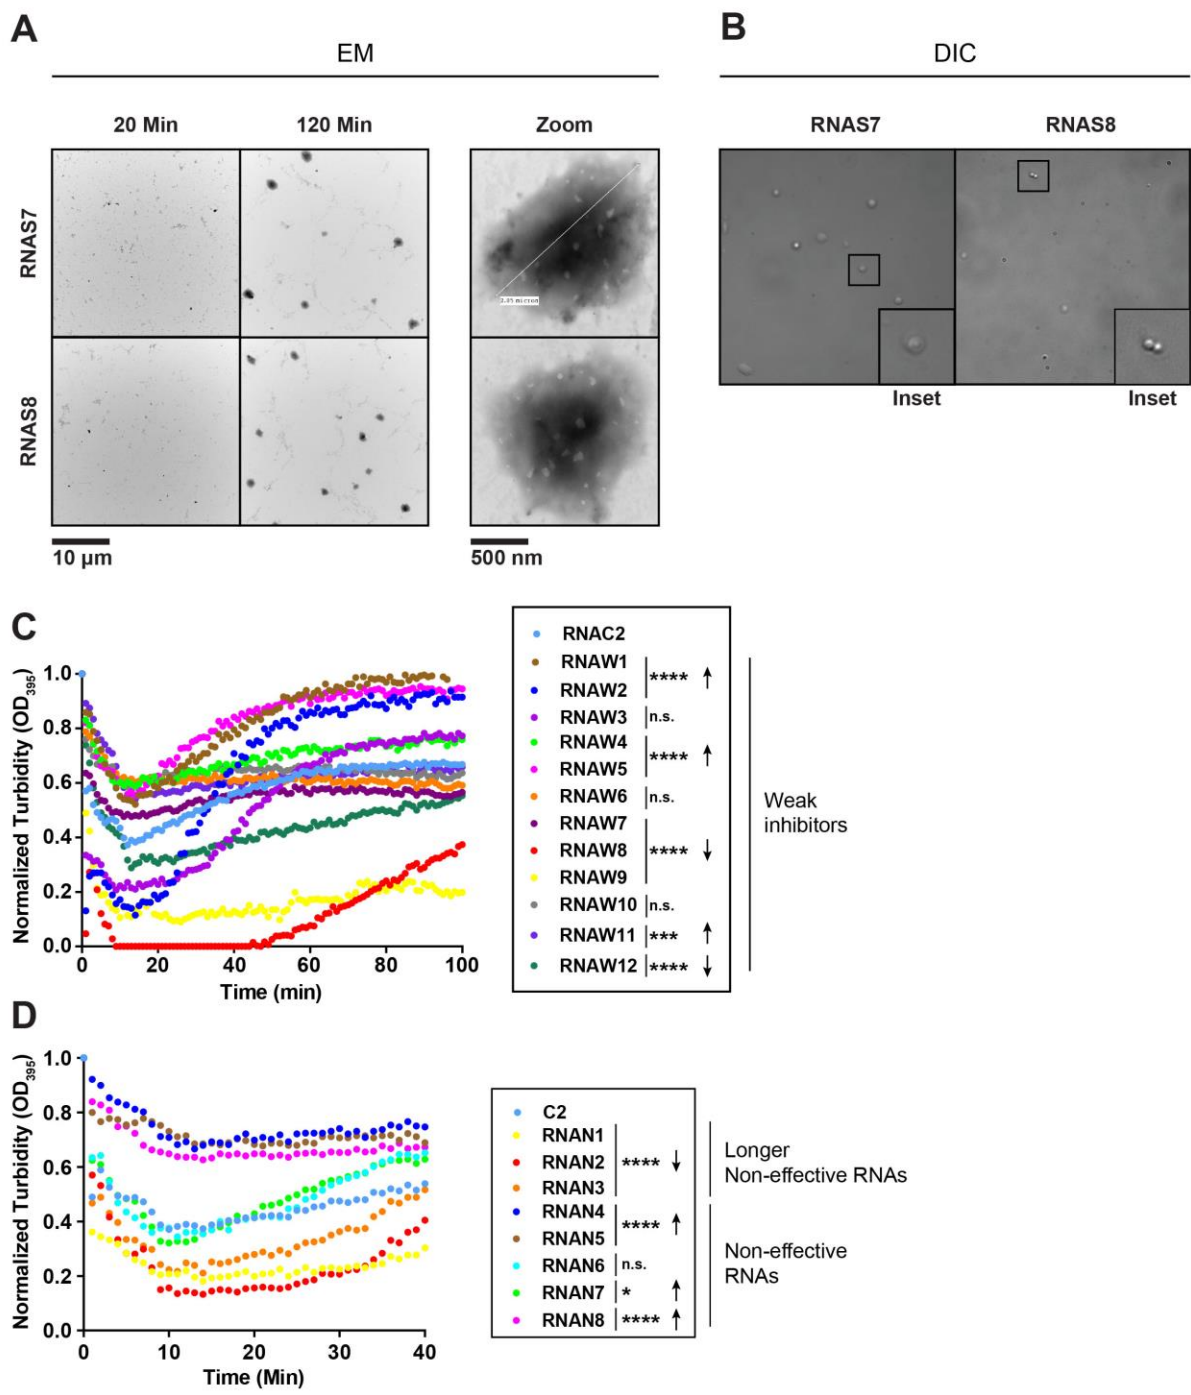 A
B
EM
DIC
20 Min
120 Min
Zoom
RNAS7
RNAS8
RNAS7
RNAS8
10 µm
500 nm
Inset
Inset
C
Normalized Turbidity (OD395)
1.0
0.8
0.6
0.4
0.2
0.0
0
20
40
60
80
100
Time (min)
RNAC2
RNAW1
RNAW2
**** ↑
RNAW3
n.s.
RNAW4
RNAW5
**** ↑
RNAW6
n.s.
RNAW7
RNAW8
RNAW9
**** ↓
RNAW10
n.s.
RNAW11
*** ↑
RNAW12
**** ↓
Weak
inhibitors
D
Normalized Turbidity (OD395)
1.0
0.8
0.6
0.4
0.2
0.0
0
10
20
30
40
Time (Min)
C2
RNAN1
RNAN2
RNAN3
**** ↓
RNAN4
RNAN5
**** ↑
RNAN6
n.s.
RNAN7
* ↑
RNAN8
**** ↑
Longer
Non-effective RNAs
Non-effective
RNAs